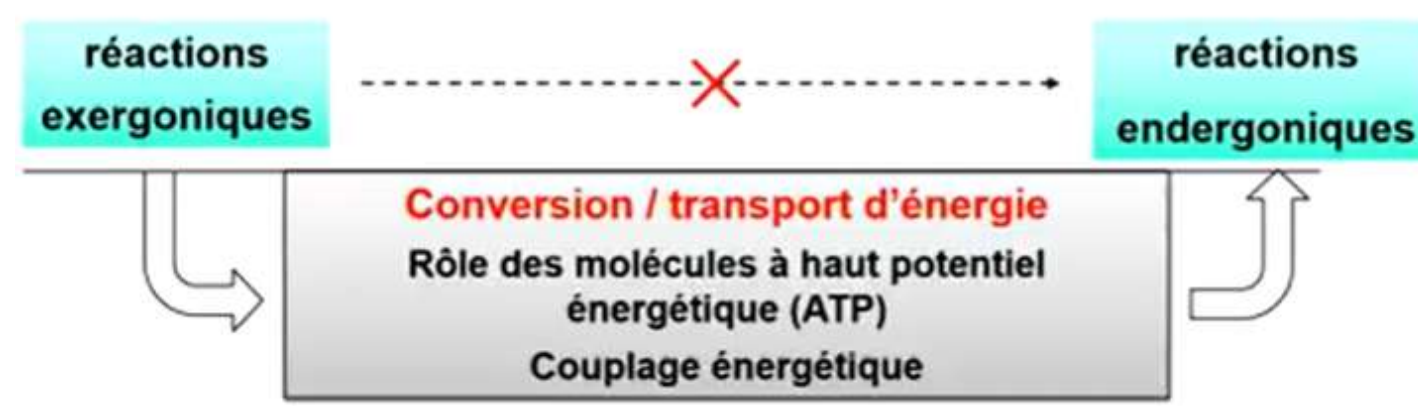 réactions
exergoniques
réactions
endergoniques
Conversion / transport d'énergie
Rôle des molécules à haut potentiel
énergétique (ATP)
Couplage énergétique